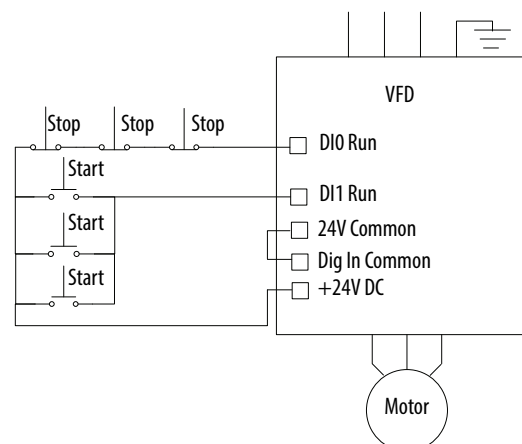 VFD
Stop Stop Stop
DI0 Run
Start
DI1 Run
Start
24V Common
Dig In Common
Start
+24V DC
Motor